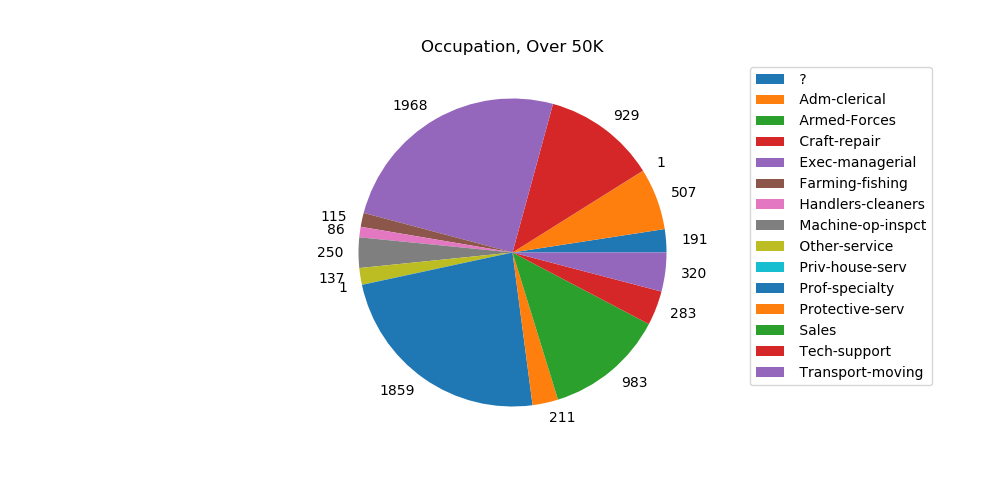 Occupation, Over 50K
191
507
1
929
1968
115
86
250
137
1
1859
211
983
283
320
?
Adm-clerical
Armed-Forces
Craft-repair
Exec-managerial
Farming-fishing
Handlers-cleaners
Machine-op-inspct
Other-service
Priv-house-serv
Prof-specialty
Protective-serv
Sales
Tech-support
Transport-moving